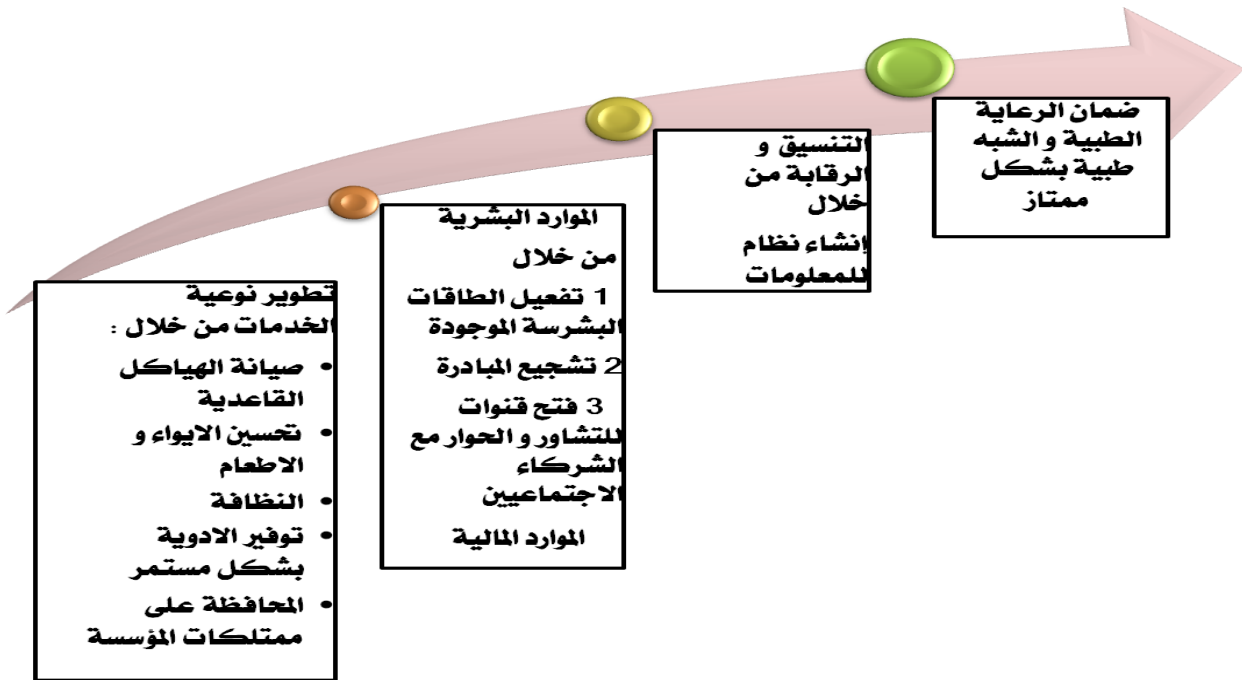 تطوير نوعية
الخدمات من خلال :
• صيانة الهياكل
القاعدية
• تحسين الايواء و
الاطعام
• النظافة
• توفير الادوية
بشكل مستمر
• المحافظة على
ممتلكات المؤسسة
الموارد البشرية
من خلال
1 تفعيل الطاقات
البشرسة الموجودة
2 تشجيع المبادرة
3 فتح قنوات
للتشاور و الحوار مع
الشركاء
الاجتماعيين
الموارد المالية
التنسيق و
الرقابة من
خلال
إنشاء نظام
للمعلومات
ضمان الرعاية
الطبية و الشبه
طبية بشكل
ممتاز